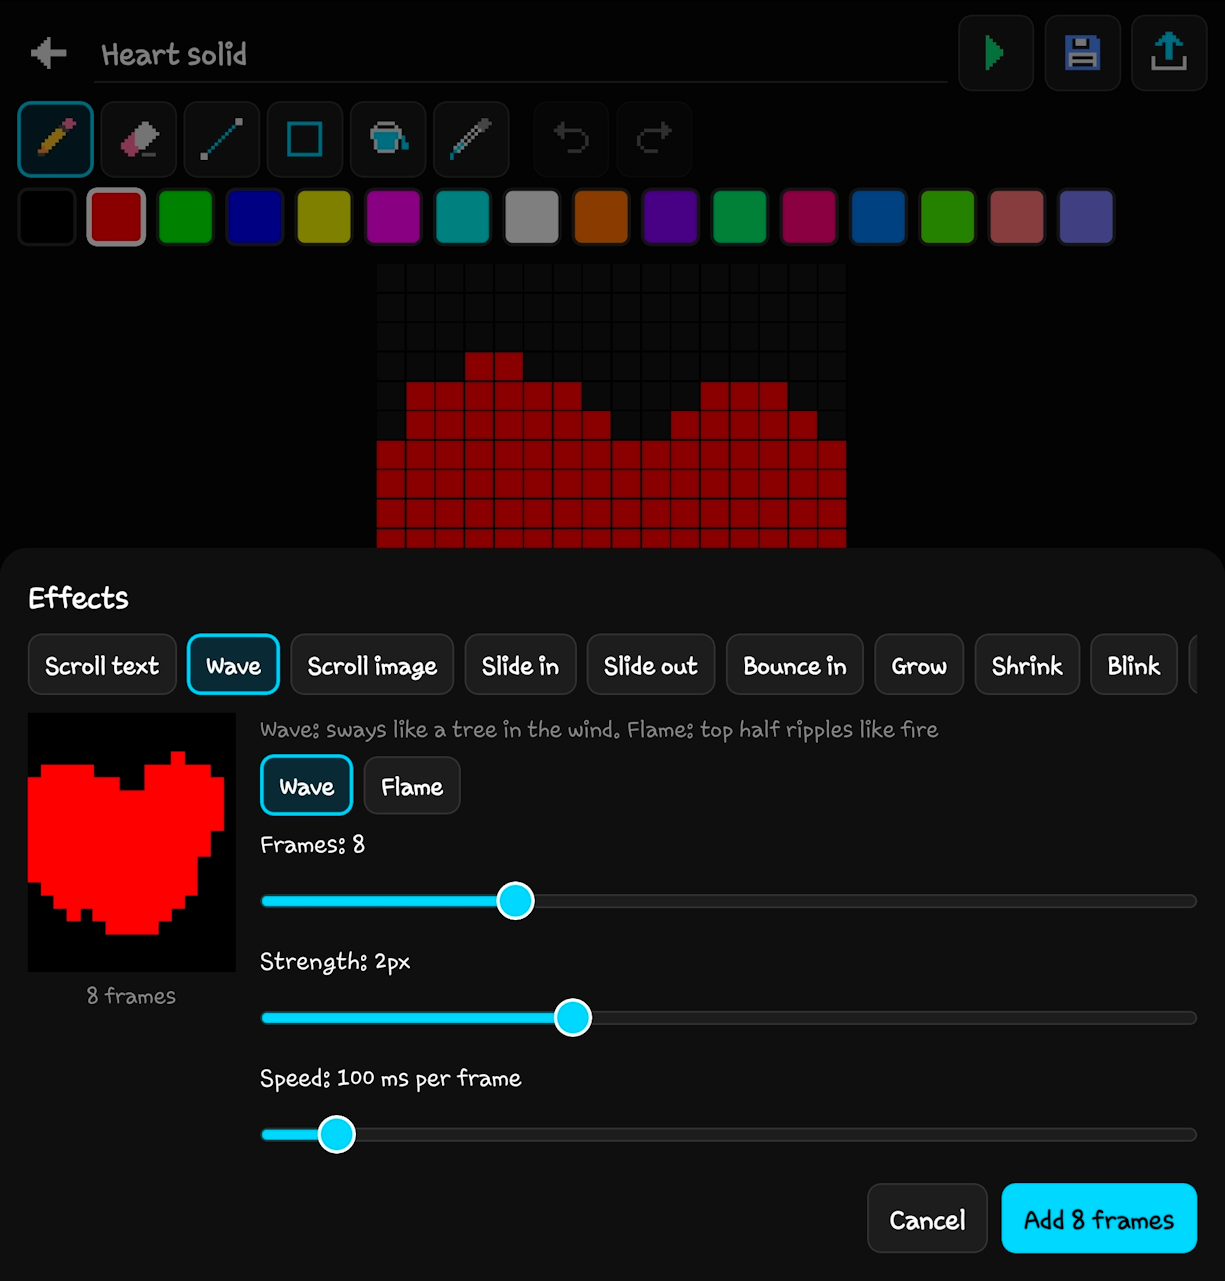 Heart solid
Effects
Scroll text Wave Scroll image Slide in Slide out Bounce in Grow Shrink Blink
Wave: sways like a tree in the wind. Flame: top half ripples like fire
Wave Flame
Frames: 8
Strength: 2px
8 frames
Speed: 100 ms per frame
Cancel Add 8 frames